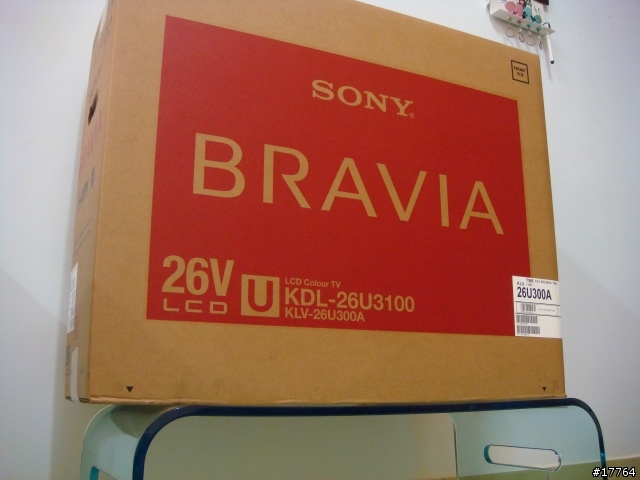 SONY
BRAVIA
26V
LCD
U
LCD Colour TV
KDL-26U3100
KLV-26U300A
26U300A
#17764